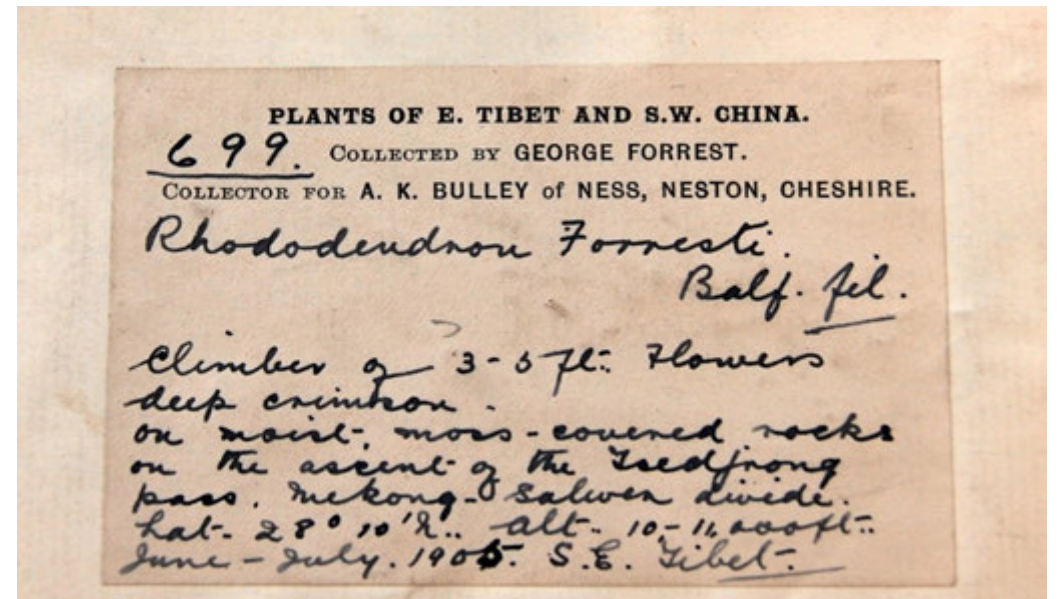 PLANTS OF E. TIBET AND S.W. CHINA.
699. COLLECTED BY GEORGE FORREST.
COLLECTOR FOR A. K. BULLEY of NESS, NESTON, CHESHIRE.
Rhododendron Forresti.
Balf. fil.
Climber of 3-5 ft. Flowers
deep crimson.
on moist, moss-covered rocks
on the ascent of the Tsedjrong
pass. Mekong-Salwen divide.
Lat. 28° 10' N.. Alt. 10-11,000 ft..
June-July. 1905. S.E. Tibet.